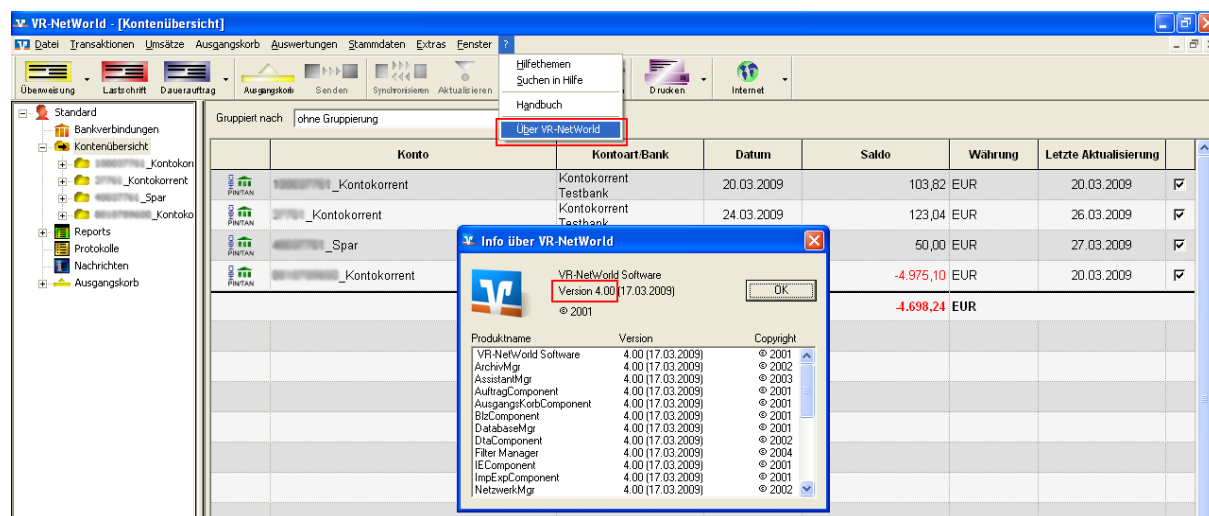 VR-NetWorld - [Kontenübersicht]
Datei Transaktionen Umsätze Ausgangskorb Auswertungen Stammdaten Extras Fenster ?
Überweisung Lastschrift Dauerauftrag Ausgangskorb Senden Synchronisieren Aktualisieren Drucken Internet
Hilfethemen
Suchen in Hilfe
Handbuch
Über VR-NetWorld
Standard
Bankverbindungen
Kontenübersicht
_Kontokorr
_Kontokorrent
_Spar
_Kontoko
Reports
Protokolle
Nachrichten
Ausgangskorb
Gruppiert nach ohne Gruppierung
Konto Kontoart/Bank Datum Saldo Währung Letzte Aktualisierung
PIN/TAN _Kontokorrent Kontokorrent Testbank 20.03.2009 103,82 EUR 20.03.2009
PIN/TAN _Kontokorrent Kontokorrent Testbank 24.03.2009 123,04 EUR 26.03.2009
PIN/TAN _Spar 50,00 EUR 27.03.2009
PIN/TAN _Kontokorrent -4.975,10 EUR 20.03.2009
-4.698,24 EUR
Info über VR-NetWorld
VR-NetWorld Software
Version 4.00 (17.03.2009)
© 2001
OK
Produktname Version Copyright
VR-NetWorld Software 4.00 (17.03.2009) © 2001
ArchivMgr 4.00 (17.03.2009) © 2002
AssistantMgr 4.00 (17.03.2009) © 2003
AuftragComponent 4.00 (17.03.2009) © 2001
AusgangsKorbComponent 4.00 (17.03.2009) © 2001
BlzComponent 4.00 (17.03.2009) © 2001
DatabaseMgr 4.00 (17.03.2009) © 2001
DtaComponent 4.00 (17.03.2009) © 2002
Filter Manager 4.00 (17.03.2009) © 2004
IEComponent 4.00 (17.03.2009) © 2001
ImpExpComponent 4.00 (17.03.2009) © 2001
NetzwerkMgr 4.00 (17.03.2009) © 2002